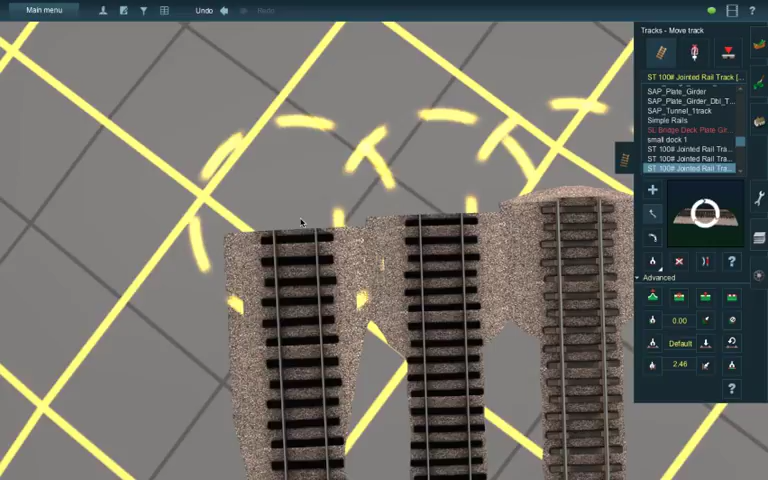 Main menu
Undo
Redo
?
Tracks - Move track
ST 100# Jointed Rail Track [...
SAP_Plate_Girder
SAP_Plate_Girder_Dbl_T...
SAP_Tunnel_1track
Simple Rails
SL Bridge Deck Plate Gir...
small dock 1
ST 100# Jointed Rail Tra...
ST 100# Jointed Rail Tra...
ST 100# Jointed Rail Tra...
?
Advanced
0.00
Default
2.46
?